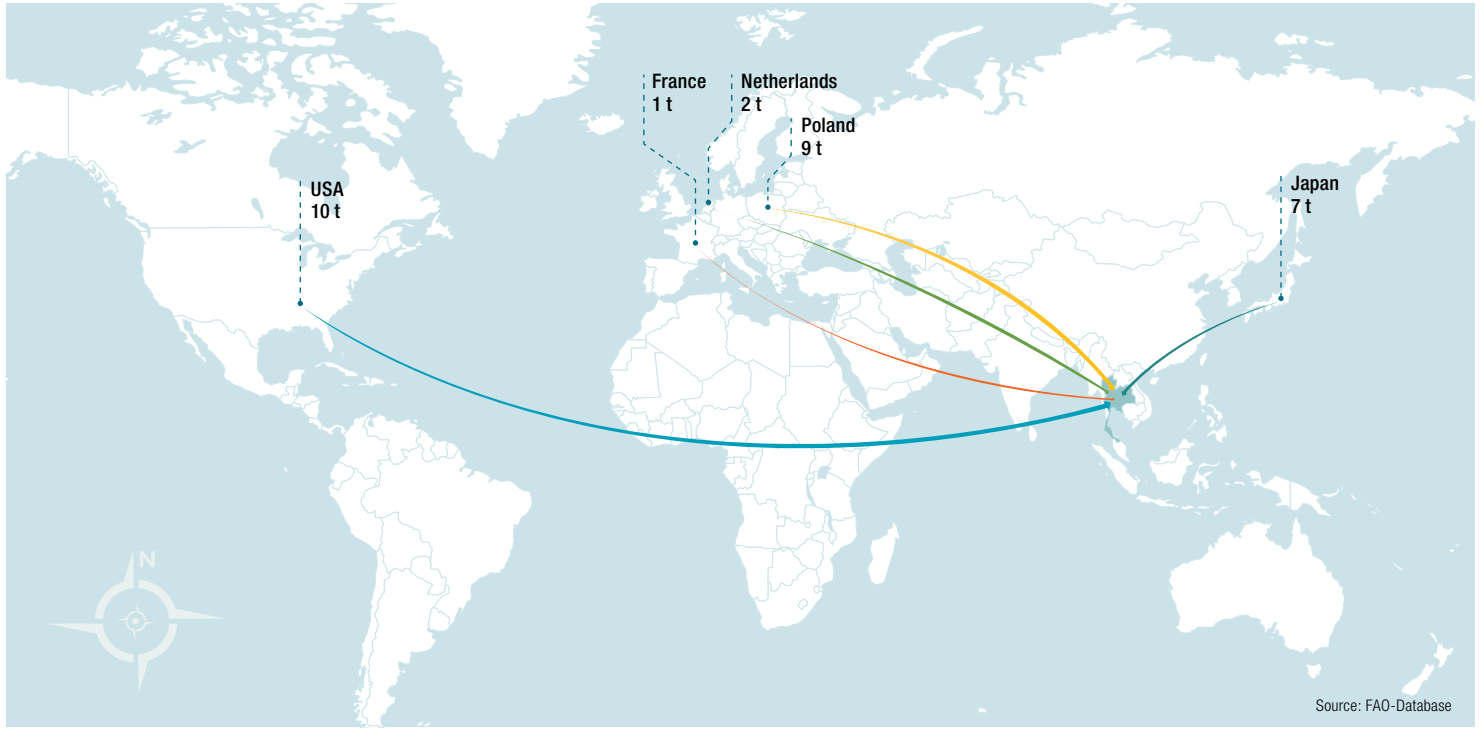 France
1 t
Netherlands
2 t
Poland
9 t
USA
10 t
Japan
7 t
N
Source: FAO-Database